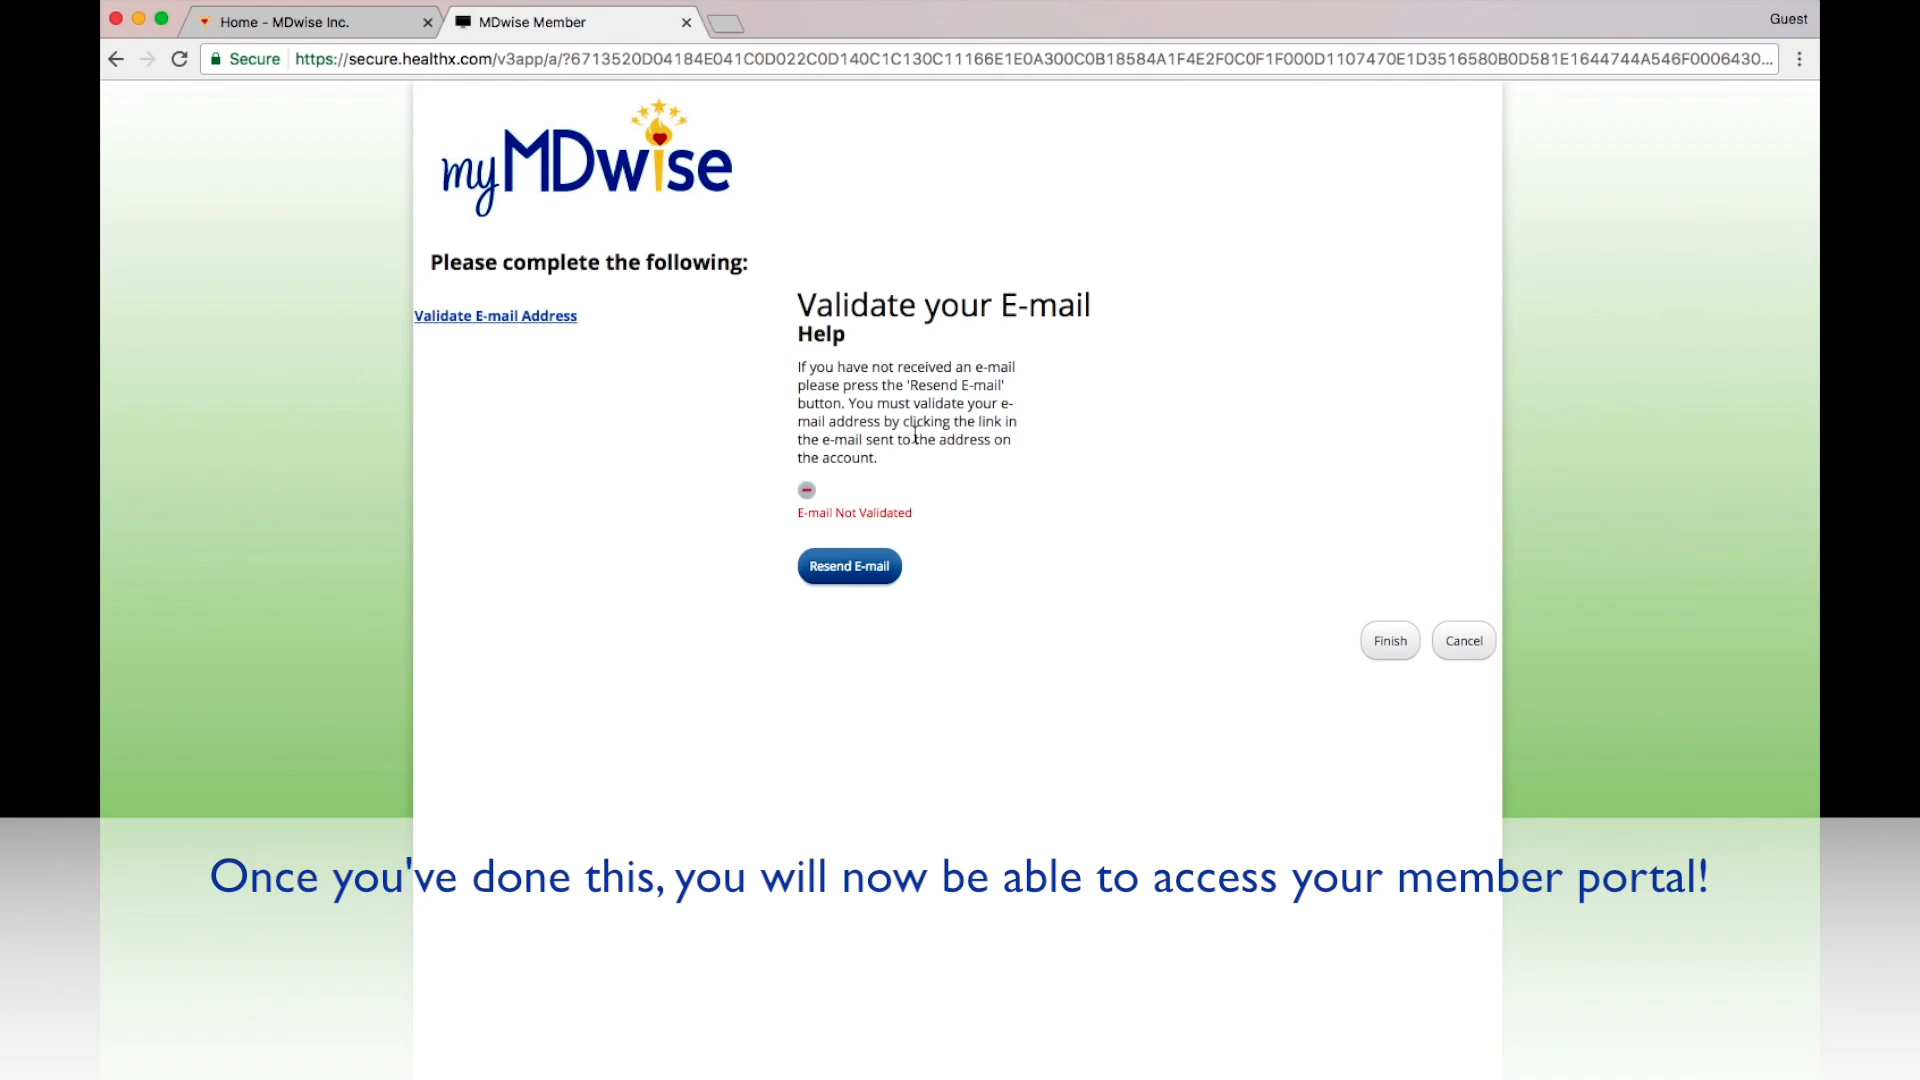 Home - MDwise Inc.
MDwise Member
Guest
Secure
https://secure.healthx.com/v3app/a/?6713520D04184E041C0D022C0D140C1C130C11166E1E0A300C0B18584A1F4E2F0C0F1F000D1107470E1D3516580B0D581E1644744A546F0006430...
myMDwise
Please complete the following:
Validate E-mail Address
Validate your E-mail
Help
If you have not received an e-mail
please press the 'Resend E-mail'
button. You must validate your e-
mail address by clicking the link in
the e-mail sent to the address on
the account.
E-mail Not Validated
Resend E-mail
Finish
Cancel
Once you've done this, you will now be able to access your member portal!